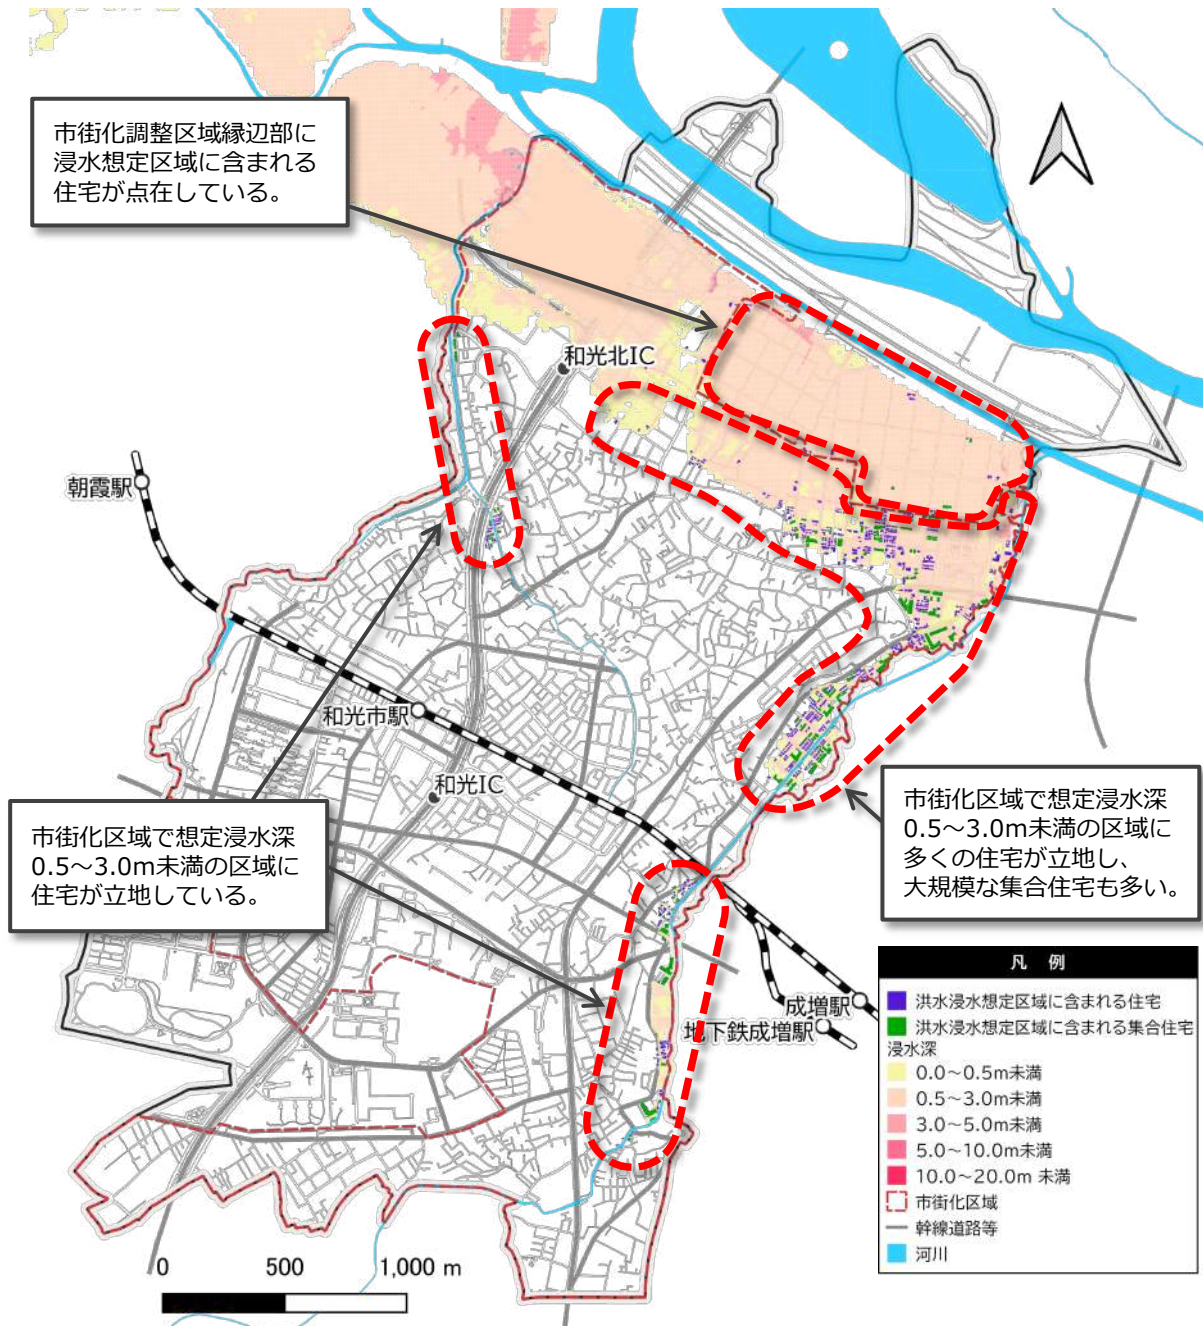 市街化調整区域縁辺部に
浸水想定区域に含まれる
住宅が点在している。
和光北IC
朝霞駅
和光市駅
和光IC
市街化区域で想定浸水深
0.5～3.0m未満の区域に
住宅が立地している。
市街化区域で想定浸水深
0.5～3.0m未満の区域に
多くの住宅が立地し、
大規模な集合住宅も多い。
成増駅
地下鉄成増駅
凡 例
洪水浸水想定区域に含まれる住宅
洪水浸水想定区域に含まれる集合住宅
浸水深
0.0～0.5m未満
0.5～3.0m未満
3.0～5.0m未満
5.0～10.0m未満
10.0～20.0m 未満
市街化区域
幹線道路等
河川
0 500 1,000 m